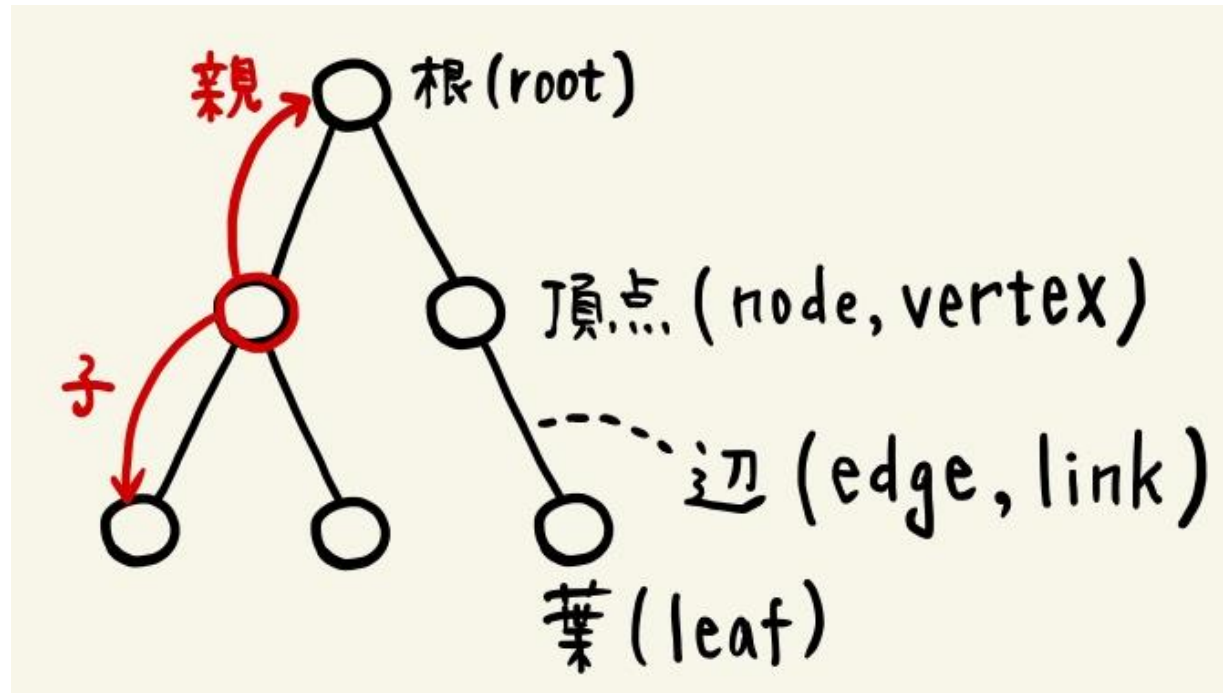 親
根(root)
頂点(node,vertex)
子
辺(edge,link)
葉(leaf)